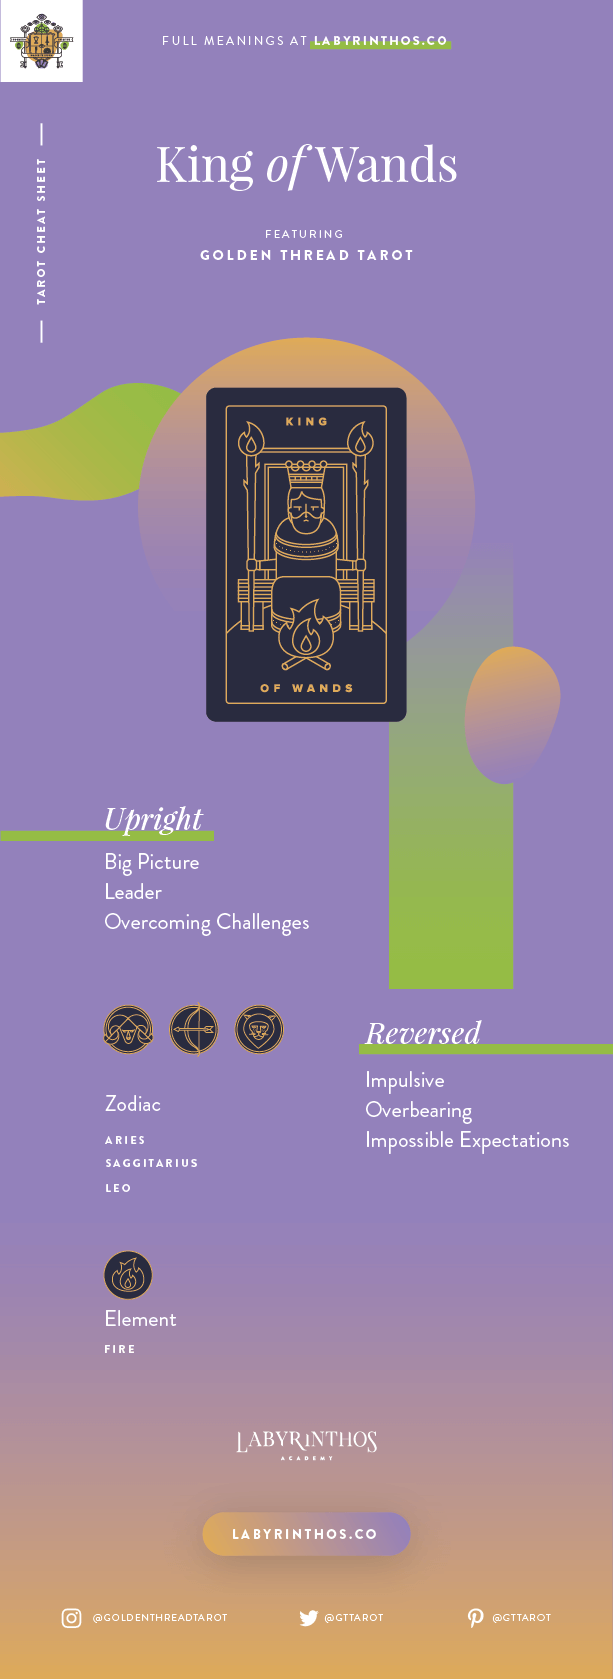 FULL MEANINGS AT LABYRINTHOS.CO
TAROT CHEAT SHEET
King of Wands
FEATURING
GOLDEN THREAD TAROT
KING
OF WANDS
Upright
Big Picture
Leader
Overcoming Challenges
Zodiac
ARIES
SAGGITARIUS
LEO
Reversed
Impulsive
Overbearing
Impossible Expectations
Element
FIRE
LABYRINTHOS
ACADEMY
LABYRINTHOS.CO
@GOLDENTHREADTAROT
@GTTAROT
@GTTAROT